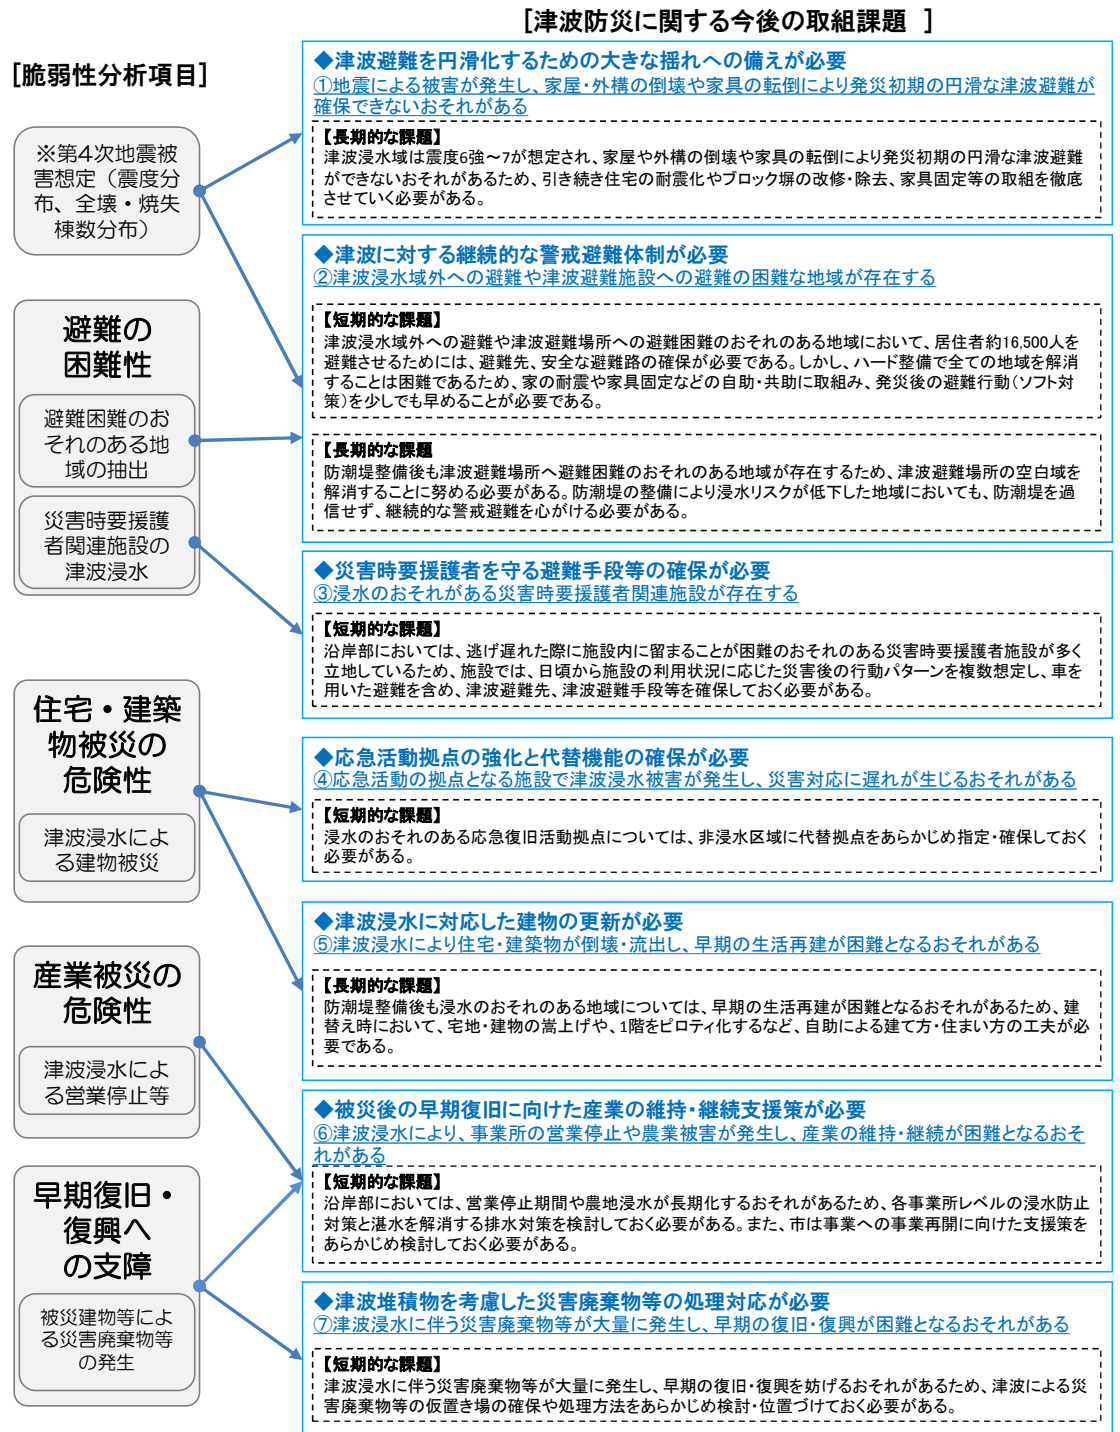 [津波防災に関する今後の取組課題　]
[脆弱性分析項目]
※第4次地震被
害想定（震度分
布、全壊・焼失
棟数分布）
避難の
困難性
避難困難のお
それのある地
域の抽出
災害時要援護
者関連施設の
津波浸水
住宅・建築
物被災の
危険性
津波浸水によ
る建物被災
産業被災の
危険性
津波浸水によ
る営業停止等
早期復旧・
復興へ
の支障
被災建物等によ
る災害廃棄物等
の発生
◆津波避難を円滑化するための大きな揺れへの備えが必要
①地震による被害が発生し、家屋・外構の倒壊や家具の転倒により発災初期の円滑な津波避難が
確保できないおそれがある
【長期的な課題】
津波浸水域は震度6強～7が想定され、家屋や外構の倒壊や家具の転倒により発災初期の円滑な津波避難
ができないおそれがあるため、引き続き住宅の耐震化やブロック塀の改修・除去、家具固定等の取組を徹底
させていく必要がある。
◆津波に対する継続的な警戒避難体制が必要
②津波浸水域外への避難や津波避難施設への避難の困難な地域が存在する
【短期的な課題】
津波浸水域外への避難や津波避難場所への避難困難のおそれのある地域において、居住者約16,500人を
避難させるためには、避難先、安全な避難路の確保が必要である。しかし、ハード整備で全ての地域を解消
することは困難であるため、家の耐震や家具固定などの自助・共助に取組み、発災後の避難行動（ソフト対
策）を少しでも早めることが必要である。
【長期的な課題
防潮堤整備後も津波避難場所へ避難困難のおそれのある地域が存在するため、津波避難場所の空白域を
解消することに努める必要がある。防潮堤の整備により浸水リスクが低下した地域においても、防潮堤を過
信せず、継続的な警戒避難を心がける必要がある。
◆災害時要援護者を守る避難手段等の確保が必要
③浸水のおそれがある災害時要援護者関連施設が存在する
【短期的な課題】
沿岸部においては、逃げ遅れた際に施設内に留まることが困難のおそれのある災害時要援護者施設が多く
立地しているため、施設では、日頃から施設の利用状況に応じた災害後の行動パターンを複数想定し、車を
用いた避難を含め、津波避難先、津波避難手段等を確保しておく必要がある。
◆応急活動拠点の強化と代替機能の確保が必要
④応急活動の拠点となる施設で津波浸水被害が発生し、災害対応に遅れが生じるおそれがある
【短期的な課題】
浸水のおそれのある応急復旧活動拠点については、非浸水区域に代替拠点をあらかじめ指定・確保しておく
必要がある。
◆津波浸水に対応した建物の更新が必要
⑤津波浸水により住宅・建築物が倒壊・流出し、早期の生活再建が困難となるおそれがある
【長期的な課題】
防潮堤整備後も浸水のおそれのある地域については、早期の生活再建が困難となるおそれがあるため、建
替え時において、宅地・建物の嵩上げや、1階をピロティ化するなど、自助による建て方・住まい方の工夫が必
要である。
◆被災後の早期復旧に向けた産業の維持・継続支援策が必要
⑥津波浸水により、事業所の営業停止や農業被害が発生し、産業の維持・継続が困難となるおそ
れがある
【短期的な課題】
沿岸部においては、営業停止期間や農地浸水が長期化するおそれがあるため、各事業所レベルの浸水防止
対策と湛水を解消する排水対策を検討しておく必要がある。また、市は事業への事業再開に向けた支援策を
あらかじめ検討しておく必要がある。
◆津波堆積物を考慮した災害廃棄物等の処理対応が必要
⑦津波浸水に伴う災害廃棄物等が大量に発生し、早期の復旧・復興が困難となるおそれがある
【短期的な課題】
津波浸水に伴う災害廃棄物等が大量に発生し、早期の復旧・復興を妨げるおそれがあるため、津波による災
害廃棄物等の仮置き場の確保や処理方法をあらかじめ検討・位置づけておく必要がある。